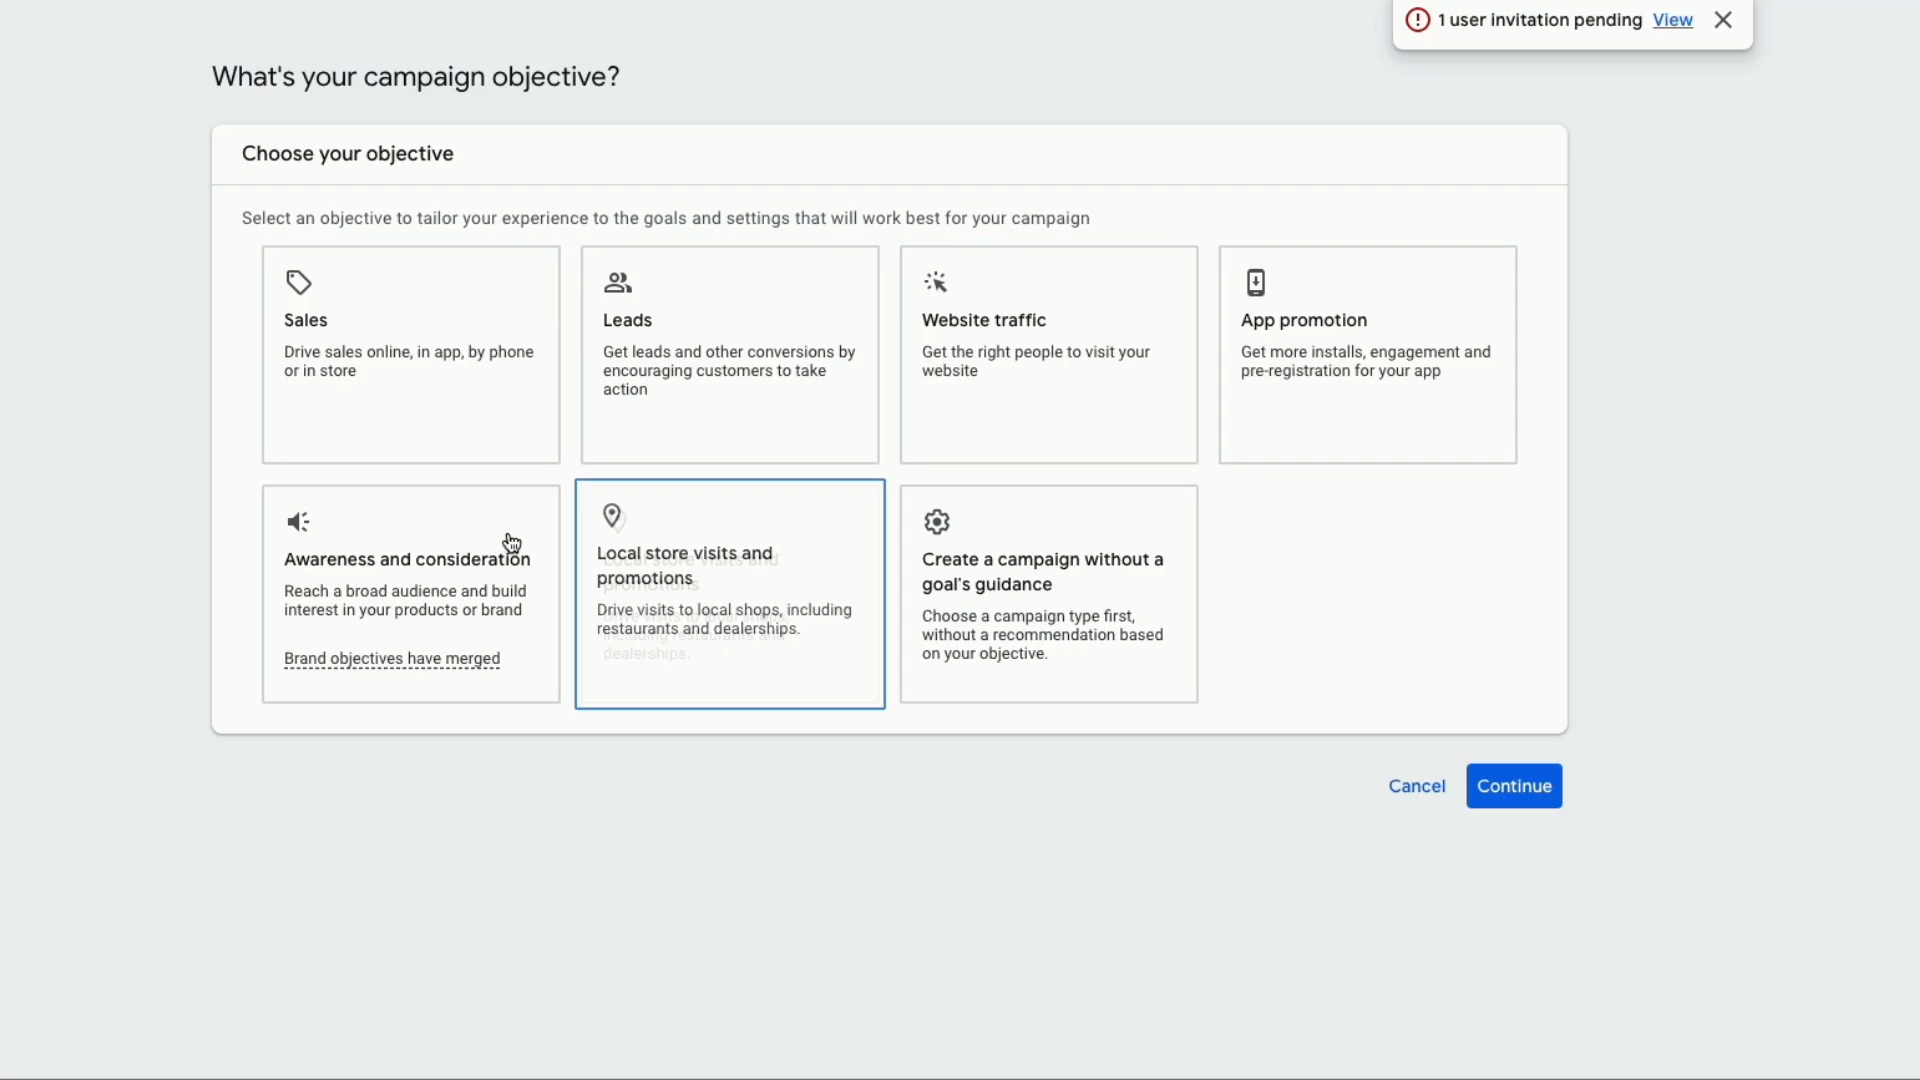 1 user invitation pending View
What's your campaign objective?
Choose your objective
Select an objective to tailor your experience to the goals and settings that will work best for your campaign
Sales
Drive sales online, in app, by phone
or in store
Leads
Get leads and other conversions by
encouraging customers to take
action
Website traffic
Get the right people to visit your
website
App promotion
Get more installs, engagement and
pre-registration for your app
Awareness and consideration
Reach a broad audience and build
interest in your products or brand
Brand objectives have merged
Local store visits and
promotions
Drive visits to local shops, including
restaurants and dealerships.
Create a campaign without a
goal's guidance
Choose a campaign type first,
without a recommendation based
on your objective.
Cancel Continue